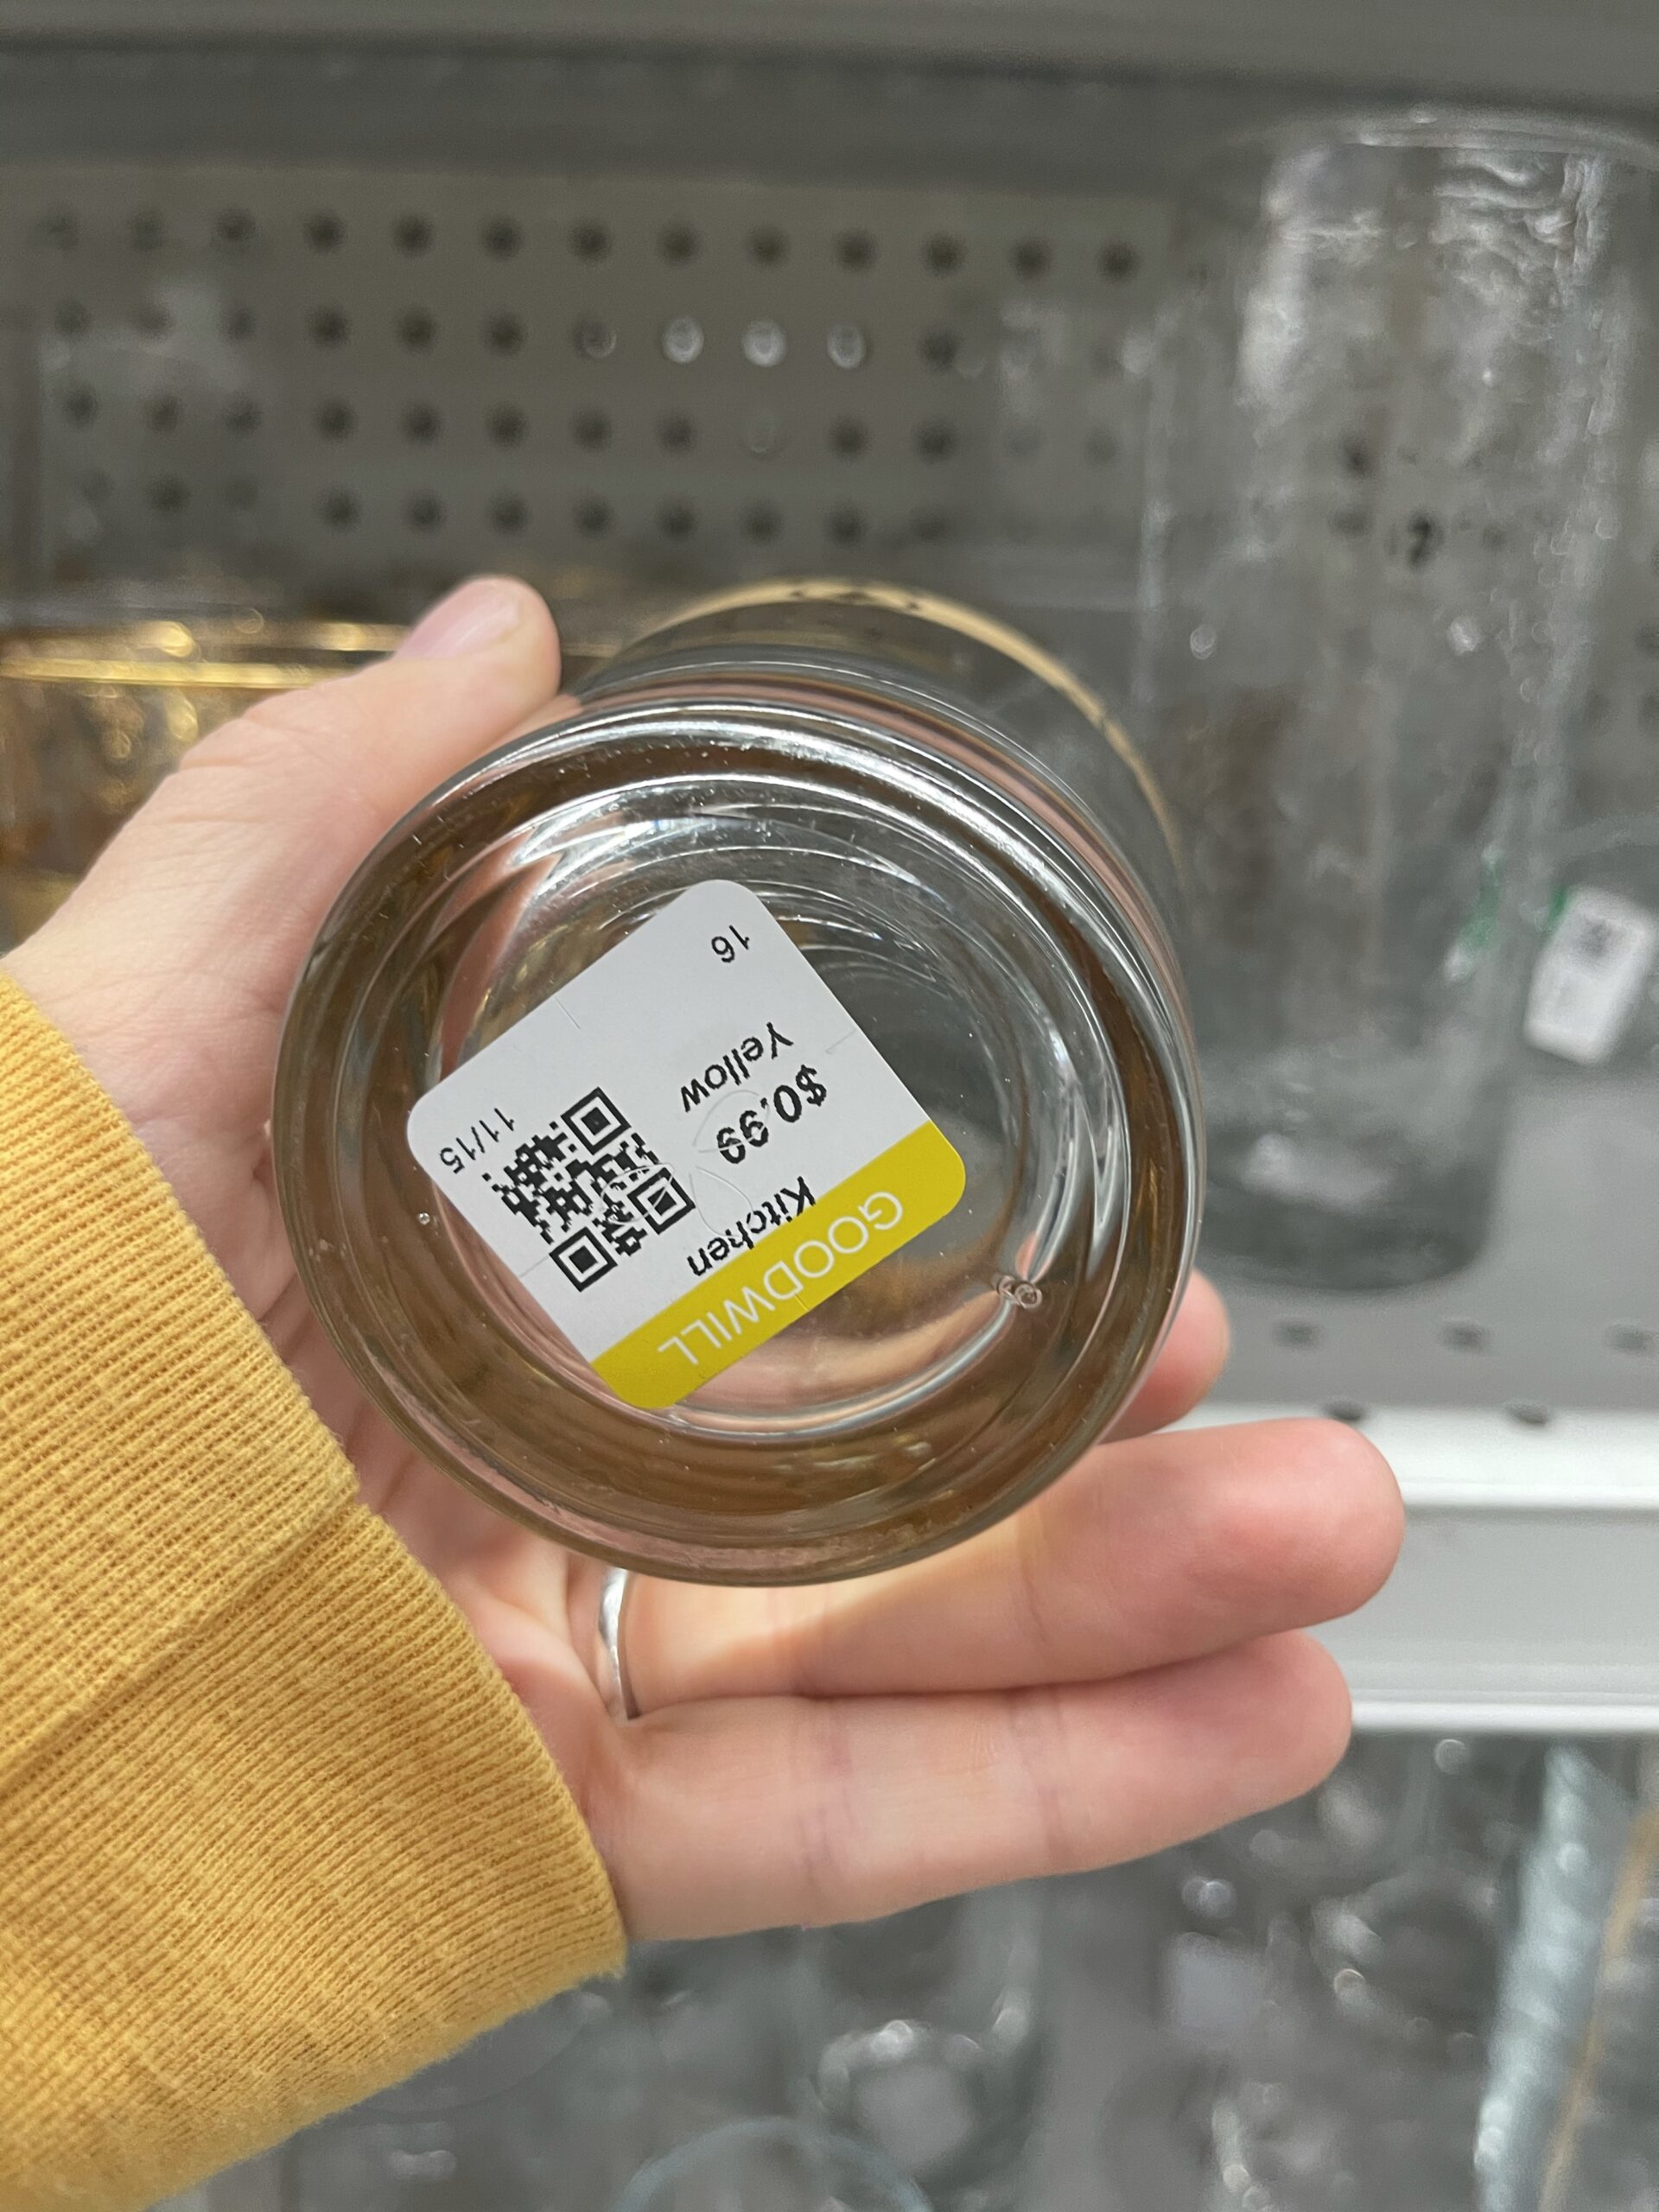 GOODWILL
Kitchen
$0.99
Yellow
11/15
16